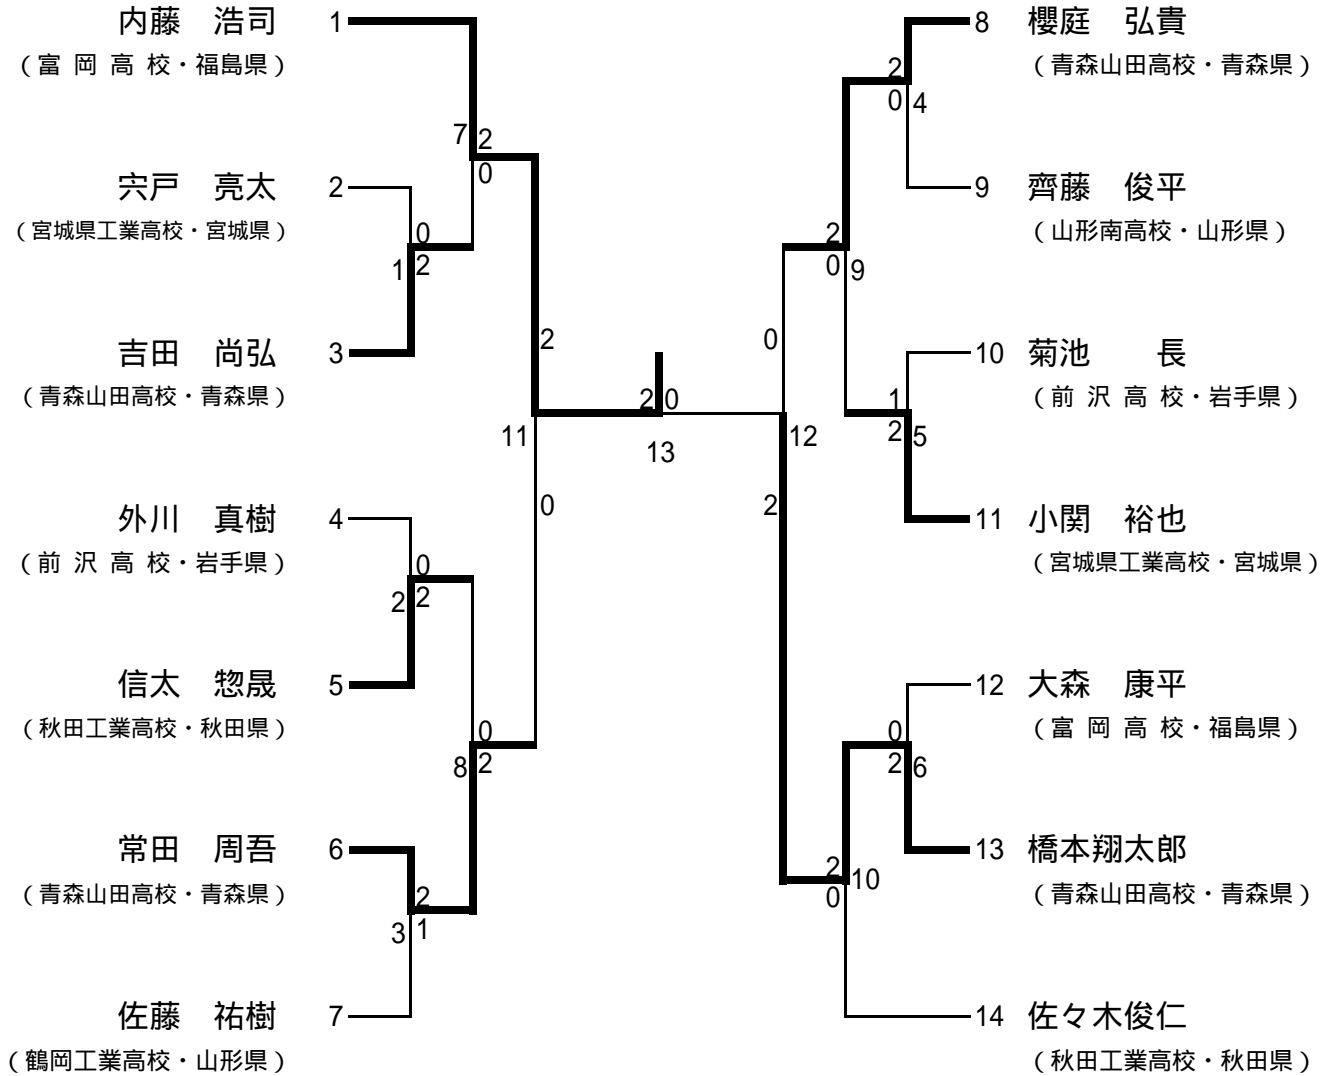 内藤　浩司 1
（富 岡 高 校・福島県）
7 2
0
宍戸　亮太 2
（宮城県工業高校・宮城県）
0
1 2
吉田　尚弘 3
（青森山田高校・青森県）
2
11
0
外川　真樹 4
（前 沢 高 校・岩手県）
0
2 2
信太　惣晟 5
（秋田工業高校・秋田県）
0
8 2
常田　周吾 6
（青森山田高校・青森県）
2
3 1
佐藤　祐樹 7
（鶴岡工業高校・山形県）
2 0
13
8 櫻庭　弘貴
（青森山田高校・青森県）
2
0 4
9 齊藤　俊平
（山形南高校・山形県）
2
0 9
10 菊池　　長
（前 沢 高 校・岩手県）
1
2 5
11 小関　裕也
（宮城県工業高校・宮城県）
0
12
2
12 大森　康平
（富 岡 高 校・福島県）
0
2 6
13 橋本翔太郎
（青森山田高校・青森県）
2 10
0
14 佐々木俊仁
（秋田工業高校・秋田県）